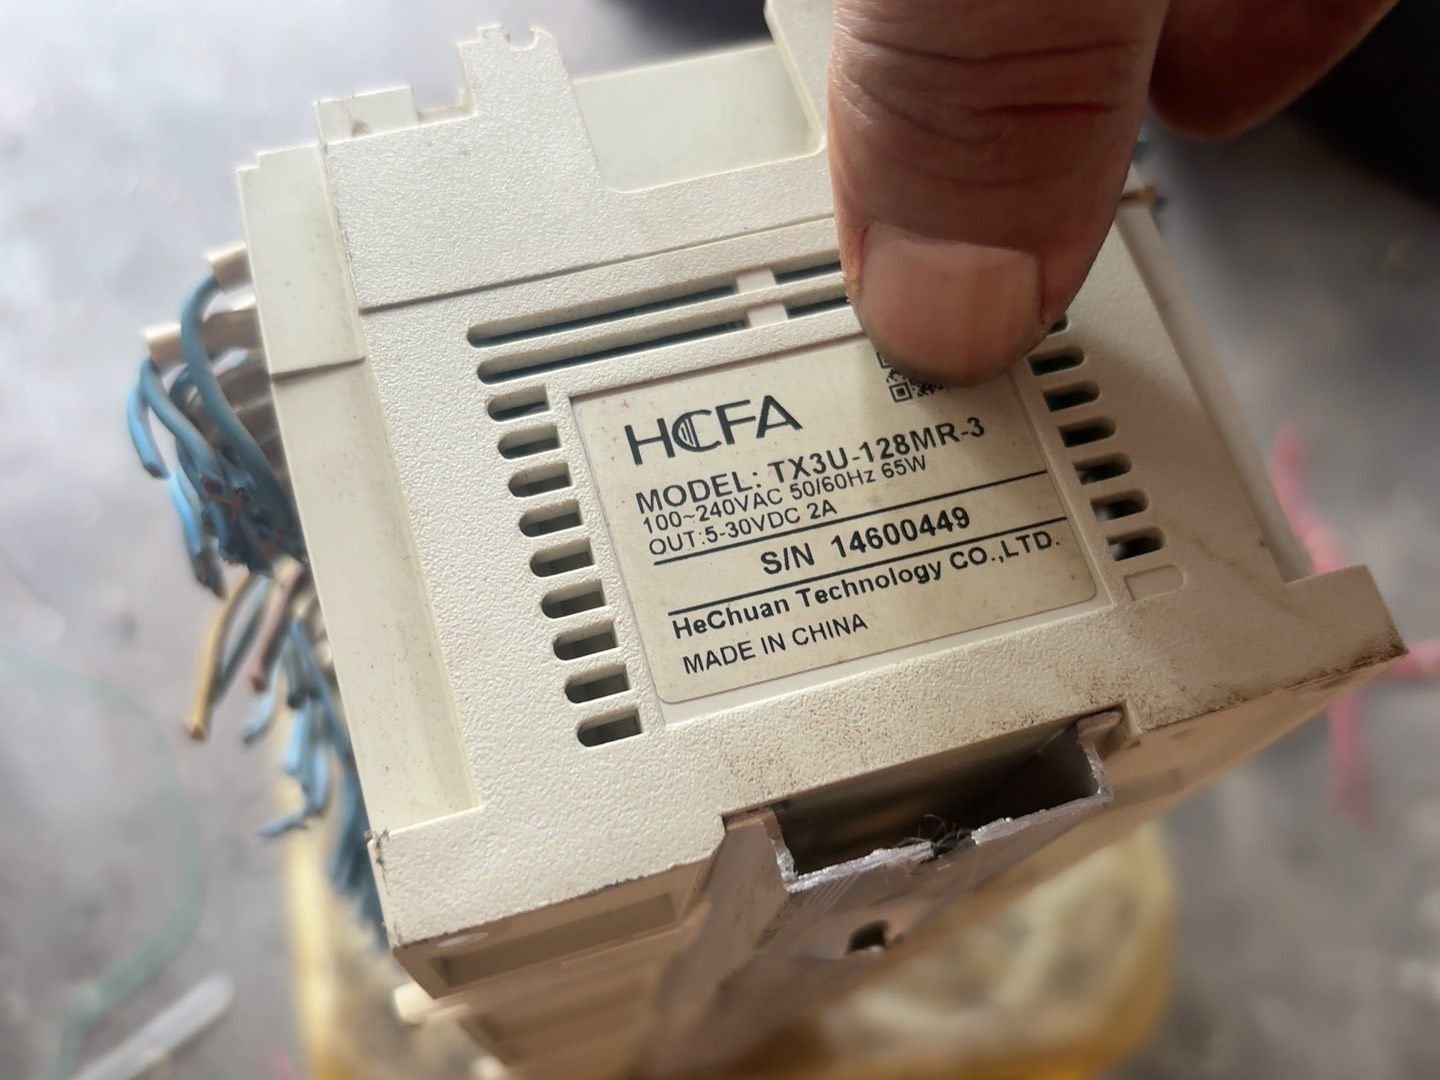 HCFA
MODEL: TX3U-128MR-3
100~240VAC 50/60Hz 65W
OUT:5-30VDC 2A
S/N 14600449
HeChuan Technology CO.,LTD.
MADE IN CHINA